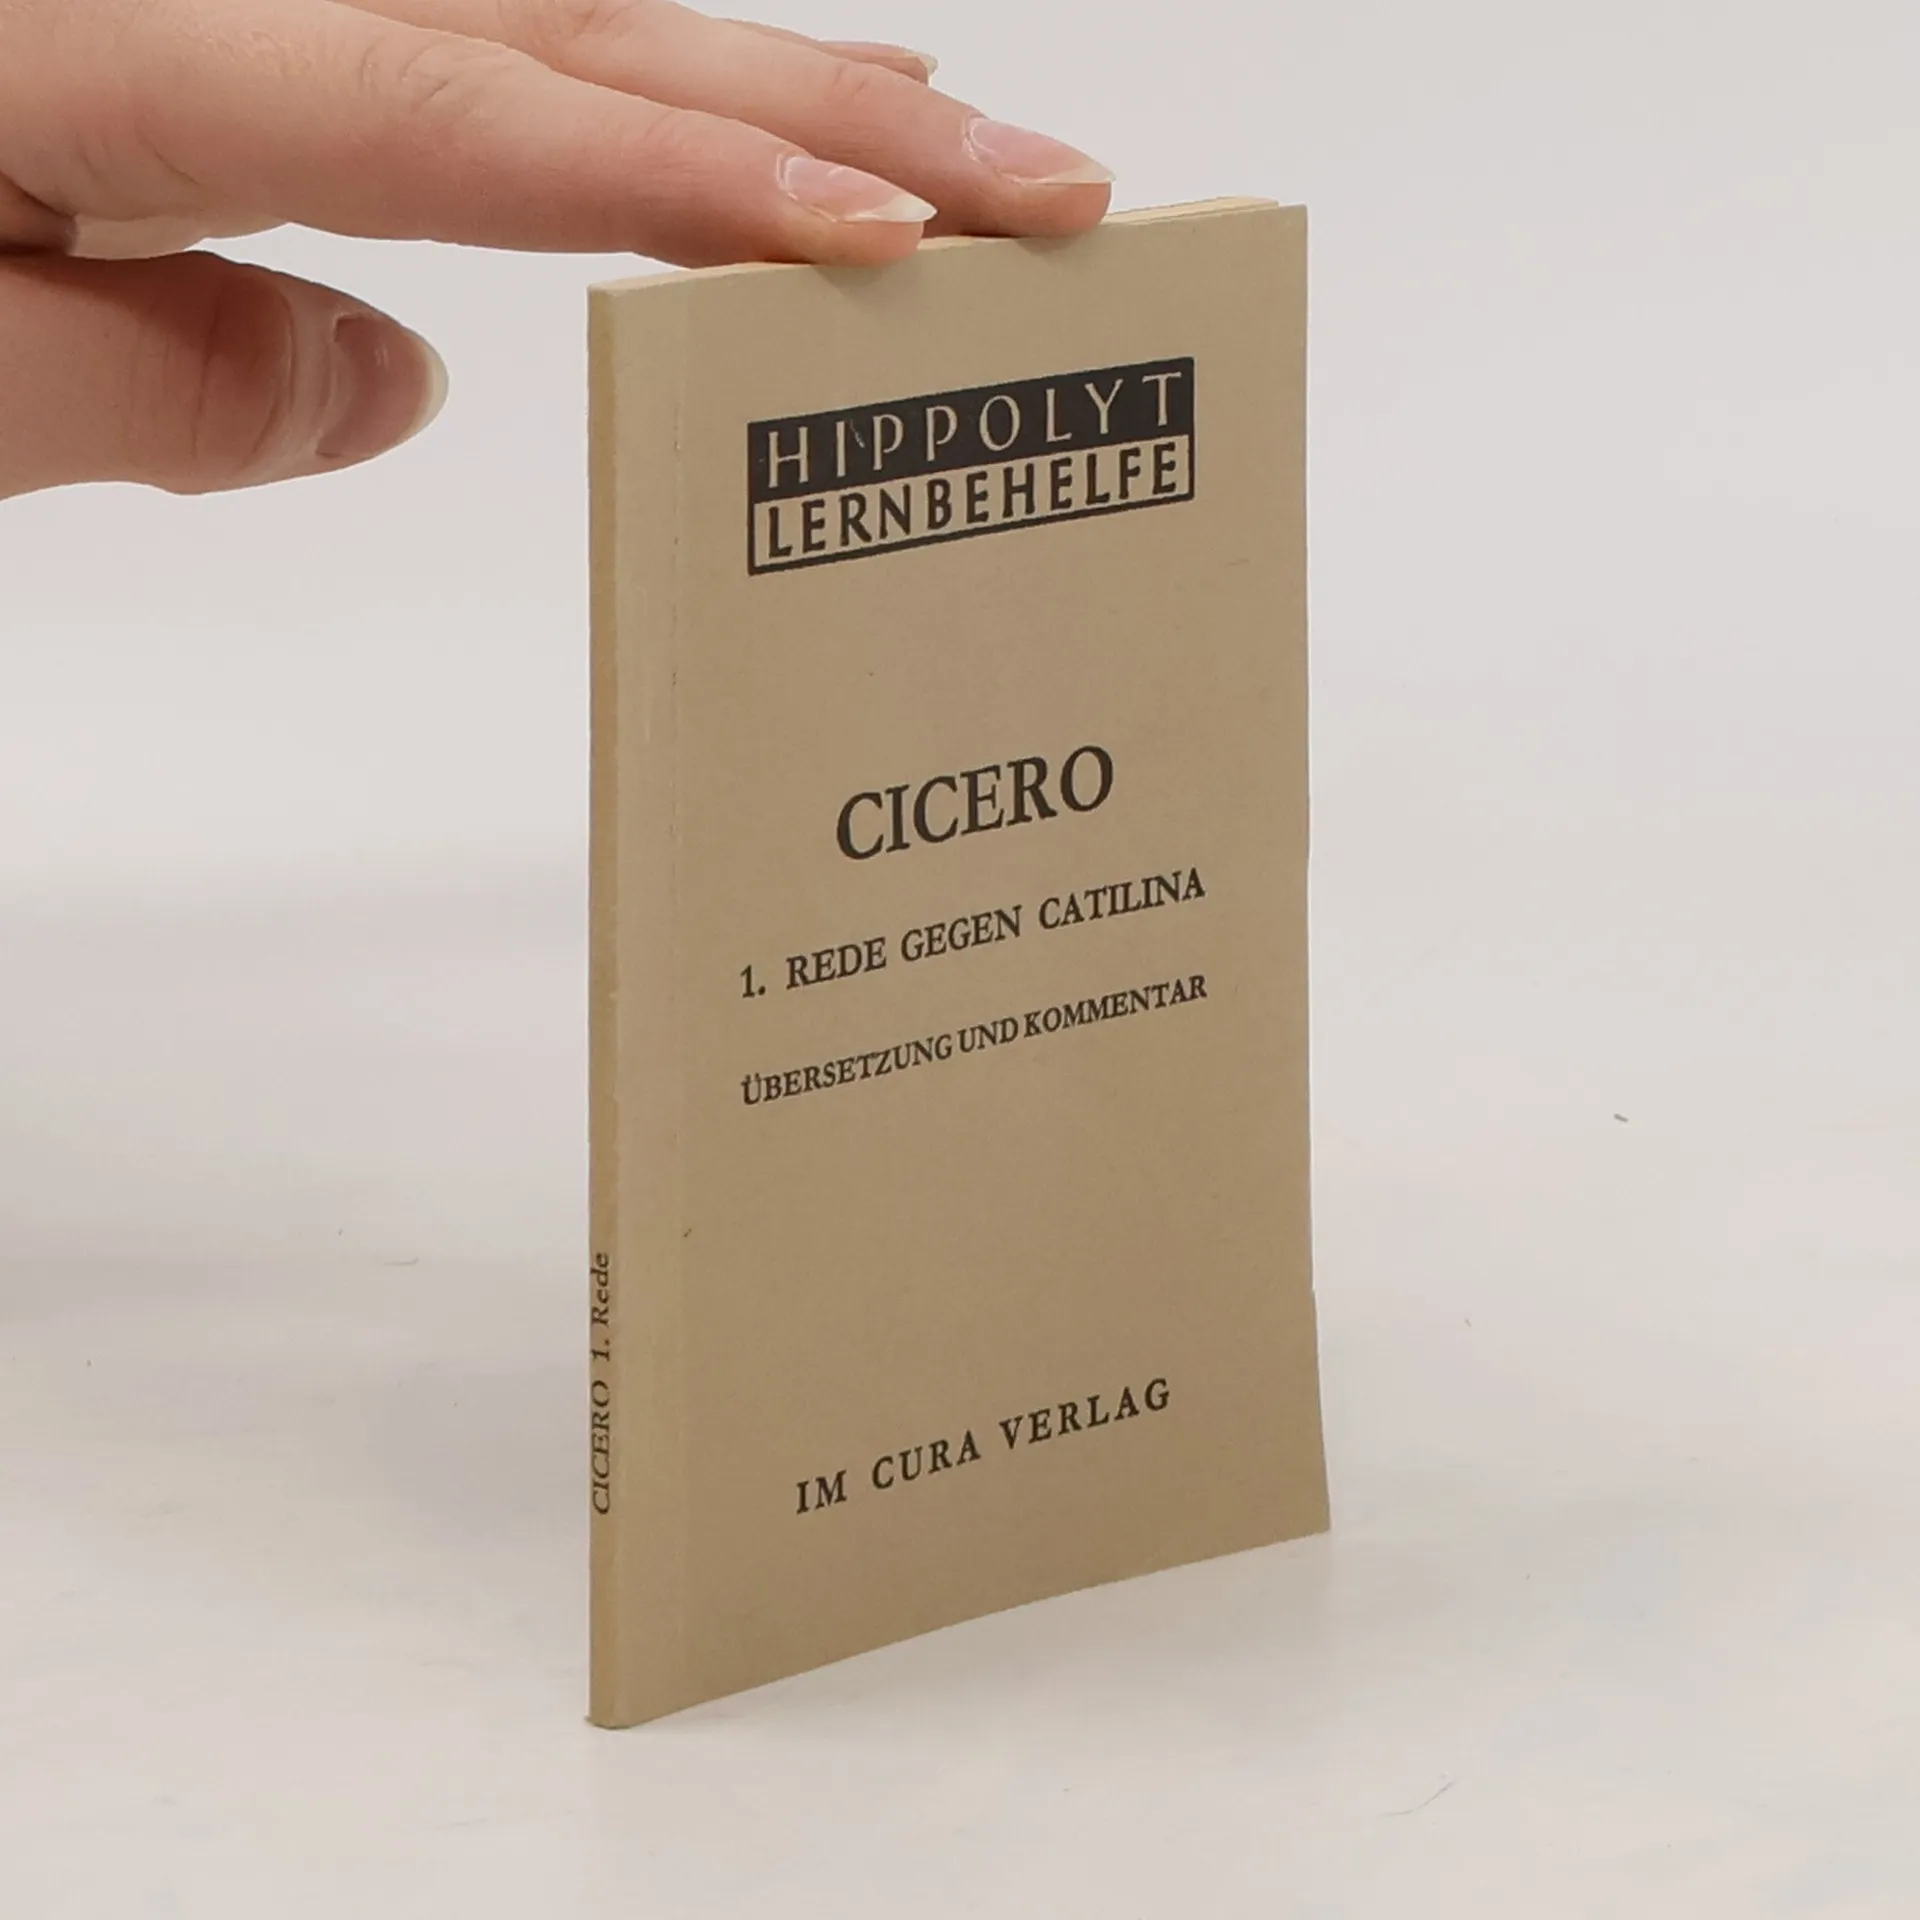 HIPPOLYT
LERNBEHELFE
CICERO
1. REDE GEGEN CATILINA
ÜBERSETZUNG UND KOMMENTAR
IM CURA VERLAG
CICERO 1. Rede